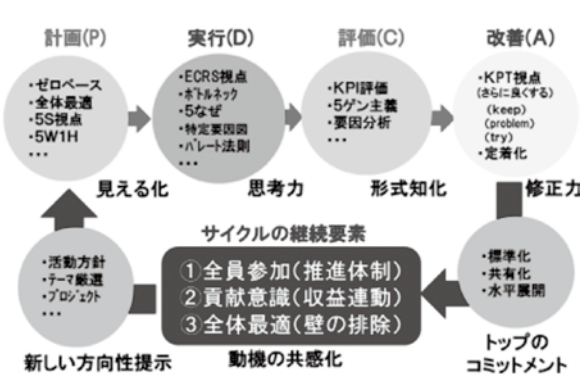 計画(P)
実行(D)
評価(C)
改善(A)
・ゼロベース
・全体最適
・5S視点
・5W1H
・・・
・ECRS視点
・ボトルネック
・5なぜ
・特定要因図
・パレート法則
・・・
・KPI評価
・5ゲン主義
・要因分析
・・・
・KPT視点
(さらに良くする)
(keep)
(problem)
(try)
・定着化
見える化
思考力
形式知化
修正力
・活動方針
・テーマ厳選
・プロジェクト
・・・
新しい方向性提示
サイクルの継続要素
①全員参加(推進体制)
②貢献意識(収益連動)
③全体最適(壁の排除)
動機の共感化
・標準化
・共有化
・水平展開
トップの
コミットメント